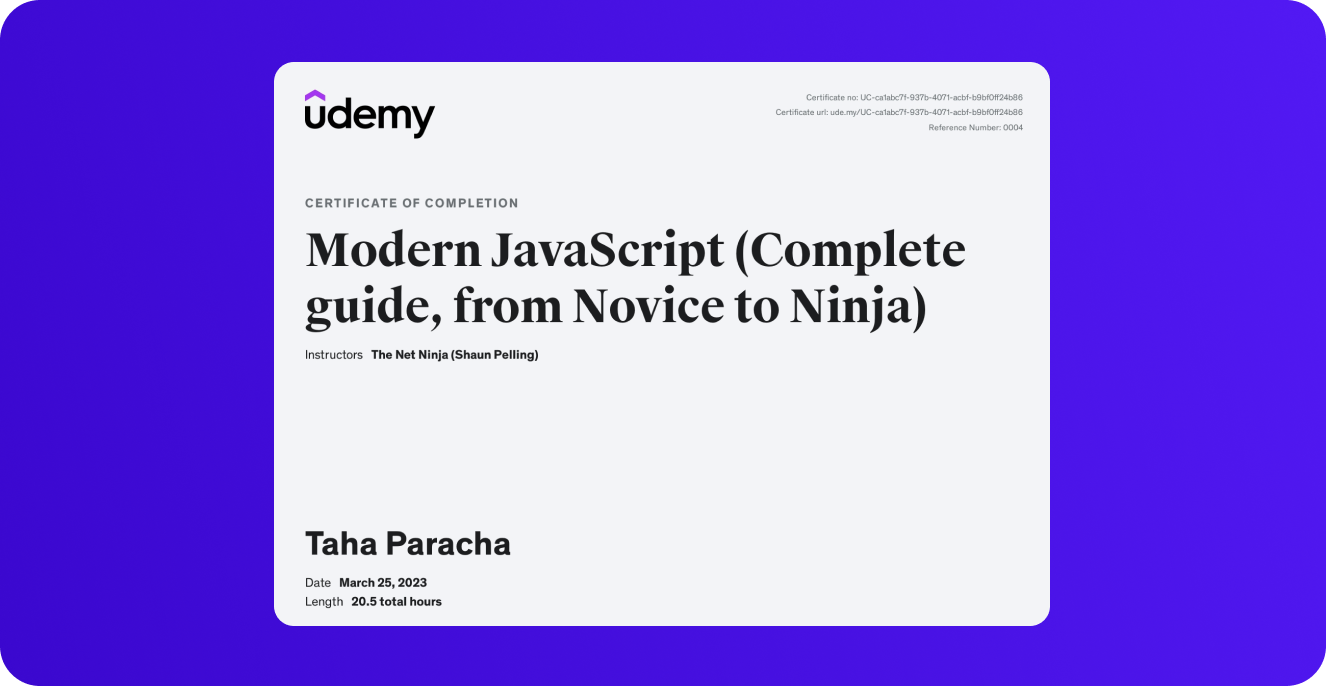 udemy
Certificate no: UC-ca1abc7f-937b-4071-acbf-b9bf0ff24b86
Certificate url: ude.my/UC-ca1abc7f-937b-4071-acbf-b9bf0ff24b86
Reference Number: 0004
CERTIFICATE OF COMPLETION
Modern JavaScript (Complete
guide, from Novice to Ninja)
Instructors The Net Ninja (Shaun Pelling)
Taha Paracha
Date March 25, 2023
Length 20.5 total hours